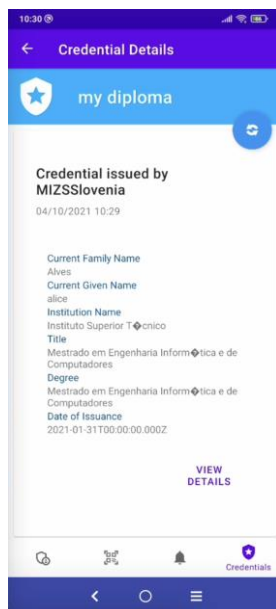 10:30
Credential Details
my diploma
Credential issued by
MIZSSlovenia
04/10/2021 10:29
Current Family Name
Alves
Current Given Name
alice
Institution Name
Instituto Superior T�cnico
Title
Mestrado em Engenharia Inform�tica e de
Computadores
Degree
Mestrado em Engenharia Inform�tica e de
Computadores
Date of Issuance
2021-01-31T00:00:00.000Z
VIEW
DETAILS
Credentials